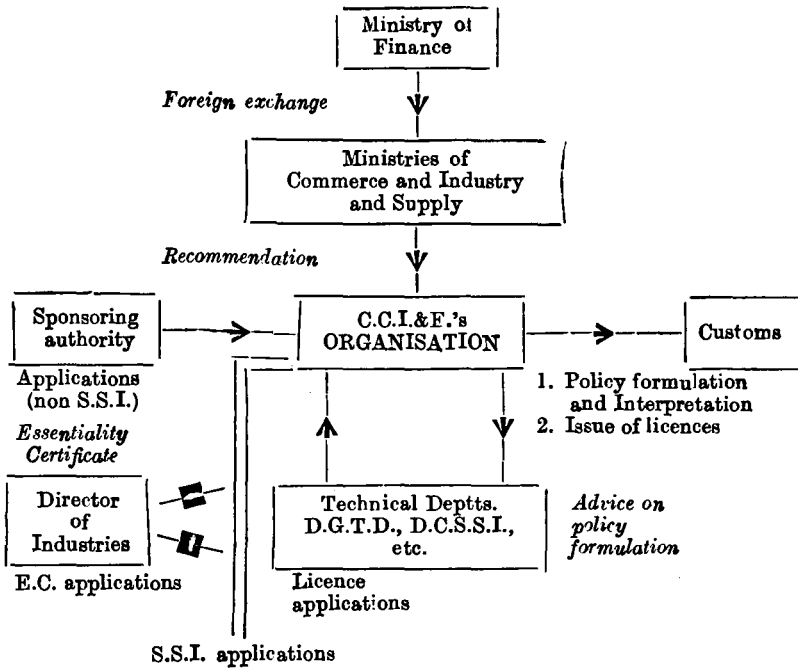 Ministry of
Finance
Foreign exchange
Ministries of
Commerce and Industry
and Supply
Recommendation
Sponsoring
authority
C.C.I.&E.'s
ORGANISATION
Customs
Applications
(non S.S.I.)
1. Policy formulation
and Interpretation
2. Issue of licences
Essentiality
Certificate
Director
of
Industries
Technical Deptts.
D.G.T.D., D.C.S.S.I.,
etc.
Advice on
policy
formulation
E.C. applications
Licence
applications
S.S.I. applications